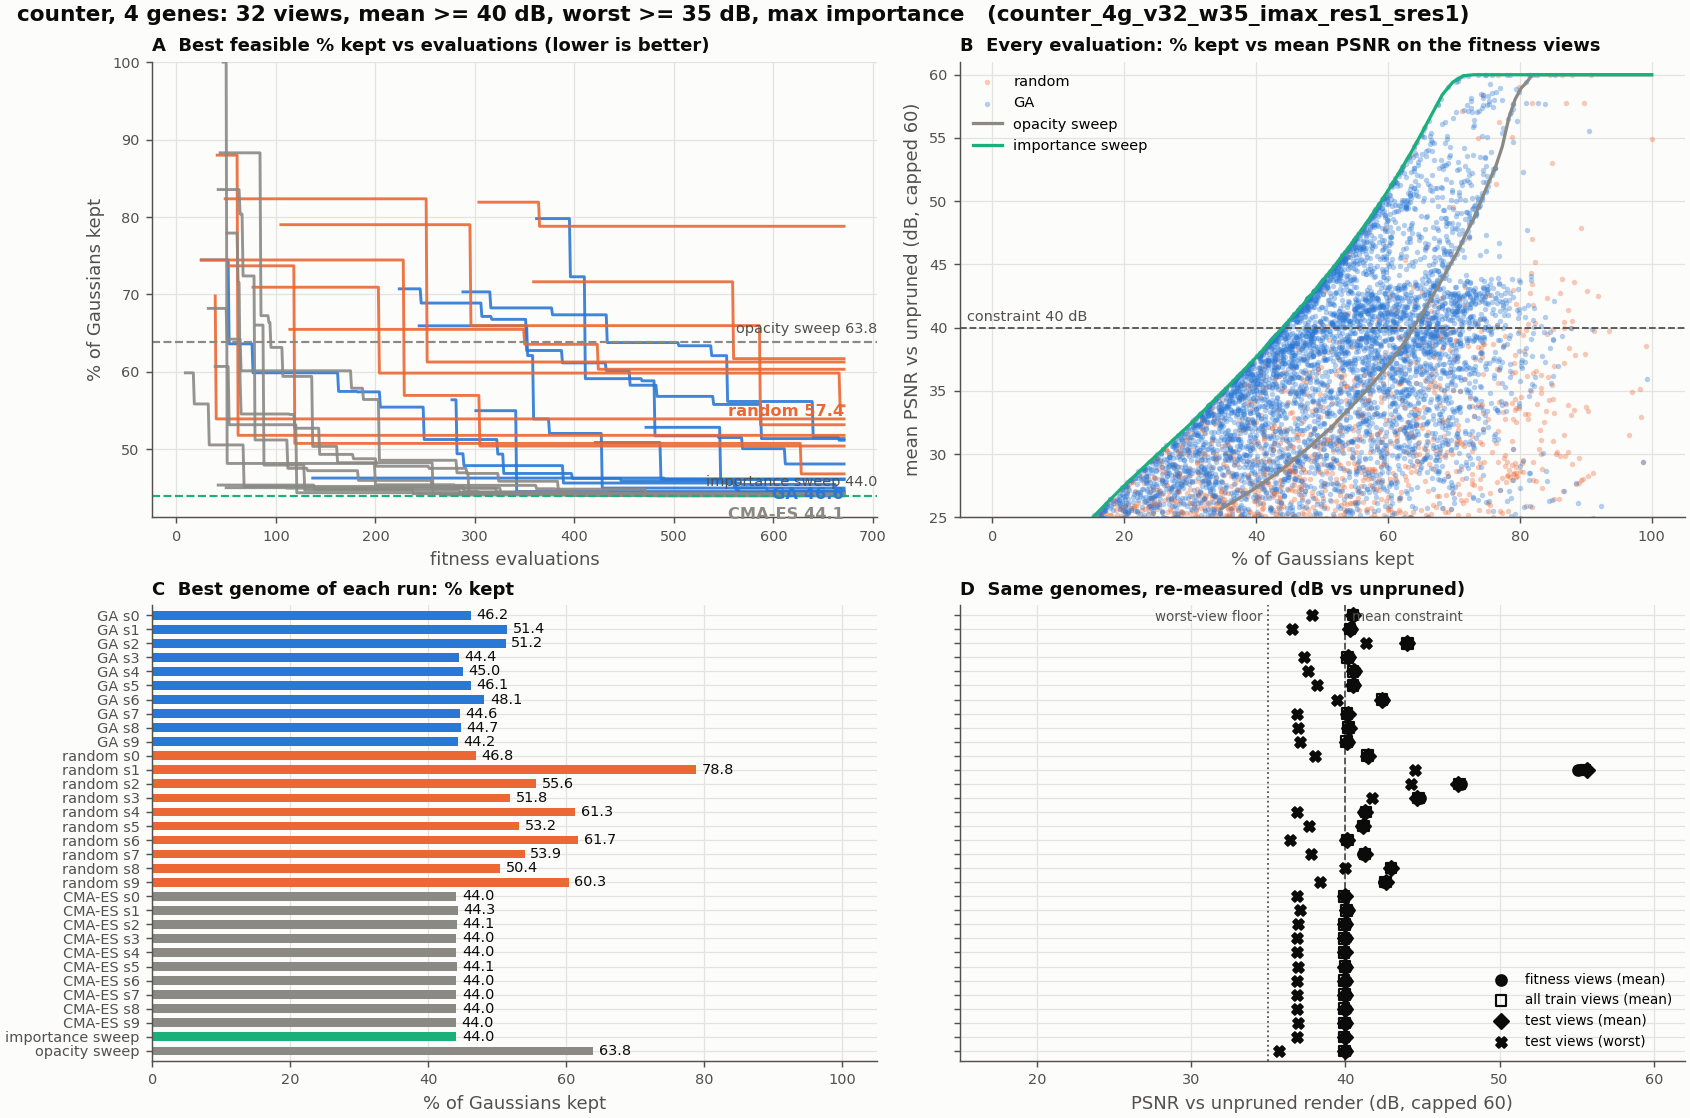 counter, 4 genes: 32 views, mean >= 40 dB, worst >= 35 dB, max importance (counter_4g_v32_w35_imax_res1_sres1)
A Best feasible % kept vs evaluations (lower is better)
100
90
80
70
60
50
% of Gaussians kept
opacity sweep 63.8
random 57.4
importance sweep 44.0
GA 46.6
CMA-ES 44.1
0 100 200 300 400 500 600 700
fitness evaluations
B Every evaluation: % kept vs mean PSNR on the fitness views
60
55
50
45
40
35
30
25
mean PSNR vs unpruned (dB, capped 60)
random
GA
opacity sweep
importance sweep
constraint 40 dB
0 20 40 60 80 100
% of Gaussians kept
C Best genome of each run: % kept
GA s0 46.2
GA s1 51.4
GA s2 51.2
GA s3 44.4
GA s4 45.0
GA s5 46.1
GA s6 48.1
GA s7 44.6
GA s8 44.7
GA s9 44.2
random s0 46.8
random s1 78.8
random s2 55.6
random s3 51.8
random s4 61.3
random s5 53.2
random s6 61.7
random s7 53.9
random s8 50.4
random s9 60.3
CMA-ES s0 44.0
CMA-ES s1 44.3
CMA-ES s2 44.1
CMA-ES s3 44.0
CMA-ES s4 44.0
CMA-ES s5 44.1
CMA-ES s6 44.0
CMA-ES s7 44.0
CMA-ES s8 44.0
CMA-ES s9 44.0
importance sweep 44.0
opacity sweep 63.8
0 20 40 60 80 100
% of Gaussians kept
D Same genomes, re-measured (dB vs unpruned)
worst-view floor
mean constraint
fitness views (mean)
all train views (mean)
test views (mean)
test views (worst)
20 30 40 50 60
PSNR vs unpruned render (dB, capped 60)